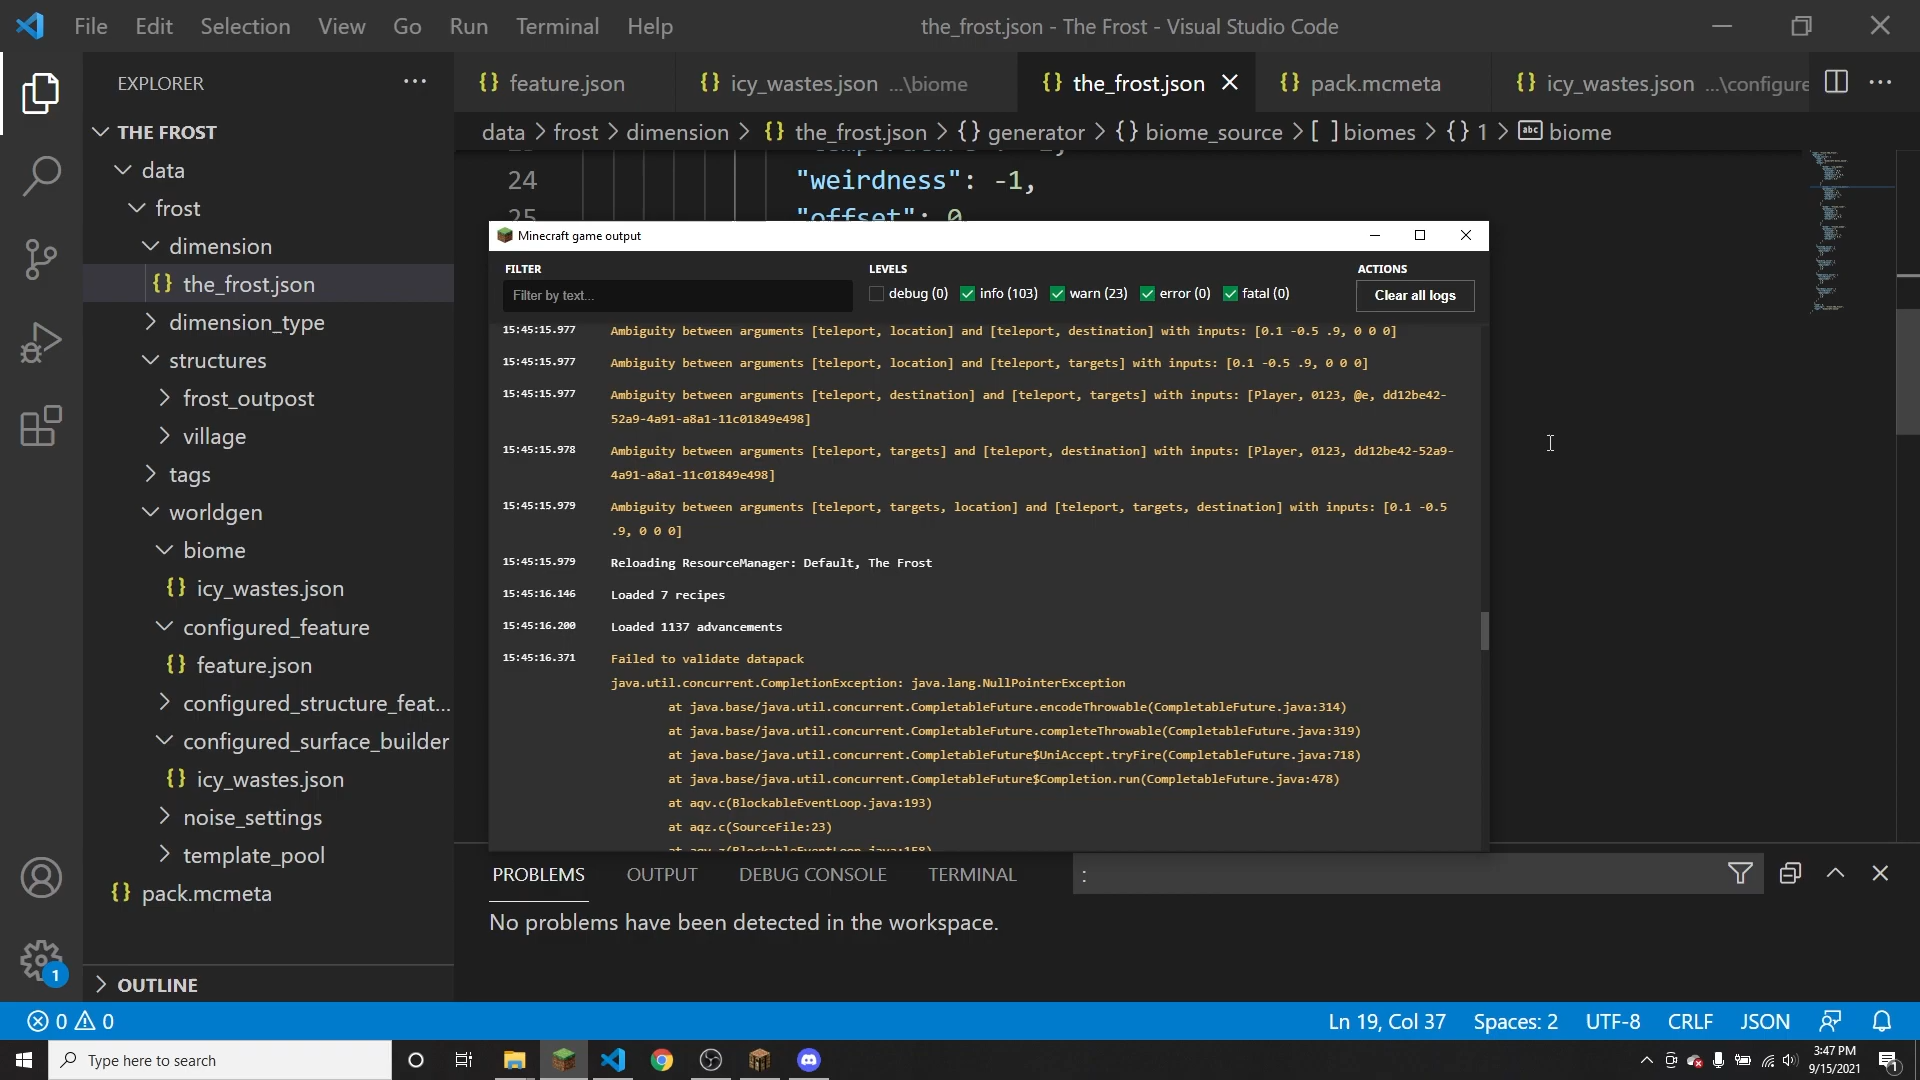 File Edit Selection View Go Run Terminal Help
the_frost.json - The Frost - Visual Studio Code
EXPLORER
THE FROST
data
frost
dimension
the_frost.json
dimension_type
structures
frost_outpost
village
tags
worldgen
biome
icy_wastes.json
configured_feature
feature.json
configured_structure_feat...
configured_surface_builder
icy_wastes.json
noise_settings
template_pool
pack.mcmeta
OUTLINE
feature.json icy_wastes.json ...\biome the_frost.json pack.mcmeta icy_wastes.json ...\configure
data > frost > dimension > {} the_frost.json > {} generator > {} biome_source > [ ] biomes > {} 1 > abc biome
24 "weirdness": -1,
25 "offset": 0
Minecraft game output
FILTER LEVELS ACTIONS
Filter by text... debug (0) info (103) warn (23) error (0) fatal (0) Clear all logs
15:45:15.977 Ambiguity between arguments [teleport, location] and [teleport, destination] with inputs: [0.1 -0.5 .9, 0 0 0]
15:45:15.977 Ambiguity between arguments [teleport, location] and [teleport, targets] with inputs: [0.1 -0.5 .9, 0 0 0]
15:45:15.977 Ambiguity between arguments [teleport, destination] and [teleport, targets] with inputs: [Player, 0123, @e, dd12be42-
52a9-4a91-a8a1-11c01849e498]
15:45:15.978 Ambiguity between arguments [teleport, targets] and [teleport, destination] with inputs: [Player, 0123, dd12be42-52a9-
4a91-a8a1-11c01849e498]
15:45:15.979 Ambiguity between arguments [teleport, targets, location] and [teleport, targets, destination] with inputs: [0.1 -0.5
.9, 0 0 0]
15:45:15.979 Reloading ResourceManager: Default, The Frost
15:45:16.146 Loaded 7 recipes
15:45:16.200 Loaded 1137 advancements
15:45:16.371 Failed to validate datapack
java.util.concurrent.CompletionException: java.lang.NullPointerException
at java.base/java.util.concurrent.CompletableFuture.encodeThrowable(CompletableFuture.java:314)
at java.base/java.util.concurrent.CompletableFuture.completeThrowable(CompletableFuture.java:319)
at java.base/java.util.concurrent.CompletableFuture$UniAccept.tryFire(CompletableFuture.java:718)
at java.base/java.util.concurrent.CompletableFuture$Completion.run(CompletableFuture.java:478)
at aqv.c(BlockableEventLoop.java:193)
at aqz.c(SourceFile:23)
at aqv.z(BlockableEventLoop.java:158)
PROBLEMS OUTPUT DEBUG CONSOLE TERMINAL :
No problems have been detected in the workspace.
1
0 0 Ln 19, Col 37 Spaces: 2 UTF-8 CRLF JSON
Type here to search
3:47 PM
9/15/2021
1